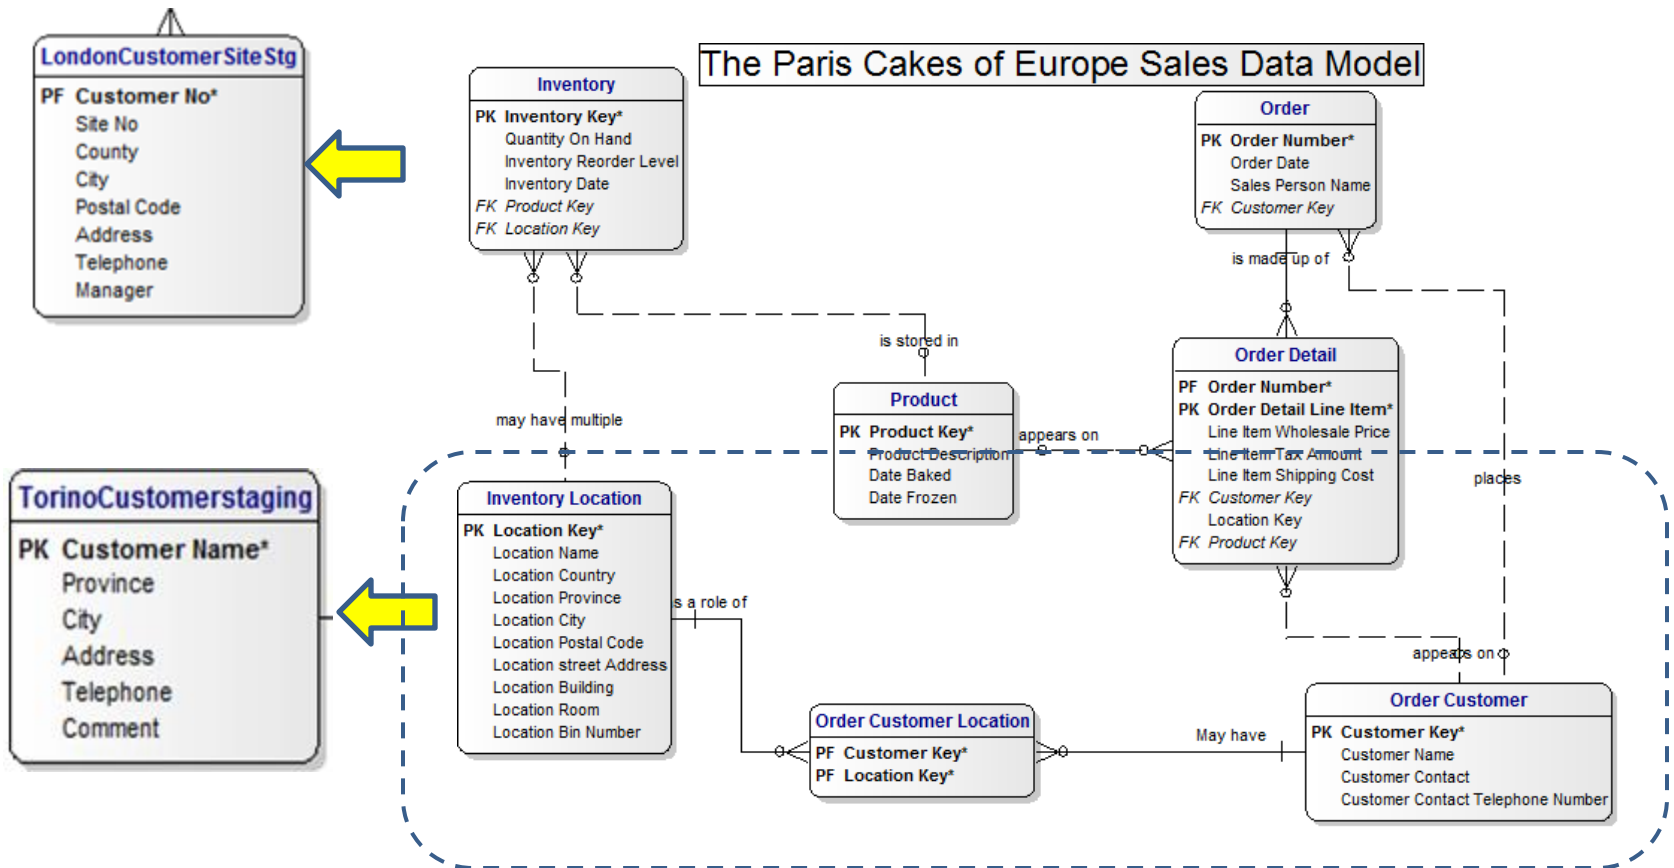 The Paris Cakes of Europe Sales Data Model
LondonCustomerSiteStg
PF Customer No*
Site No
County
City
Postal Code
Address
Telephone
Manager
Inventory
PK Inventory Key*
Quantity On Hand
Inventory Reorder Level
Inventory Date
FK Product Key
FK Location Key
Order
PK Order Number*
Order Date
Sales Person Name
FK Customer Key
is made up of
is stored in
may have multiple
Product
PK Product Key*
Product Description
Date Baked
Date Frozen
appears on
Order Detail
PF Order Number*
PK Order Detail Line Item*
Line Item Wholesale Price
Line Item Tax Amount
Line Item Shipping Cost
FK Customer Key
Location Key
FK Product Key
places
TorinoCustomerstaging
PK Customer Name*
Province
City
Address
Telephone
Comment
Inventory Location
PK Location Key*
Location Name
Location Country
Location Province
Location City
Location Postal Code
Location street Address
Location Building
Location Room
Location Bin Number
s a role of
appears on
Order Customer Location
PF Customer Key*
PF Location Key*
May have
Order Customer
PK Customer Key*
Customer Name
Customer Contact
Customer Contact Telephone Number